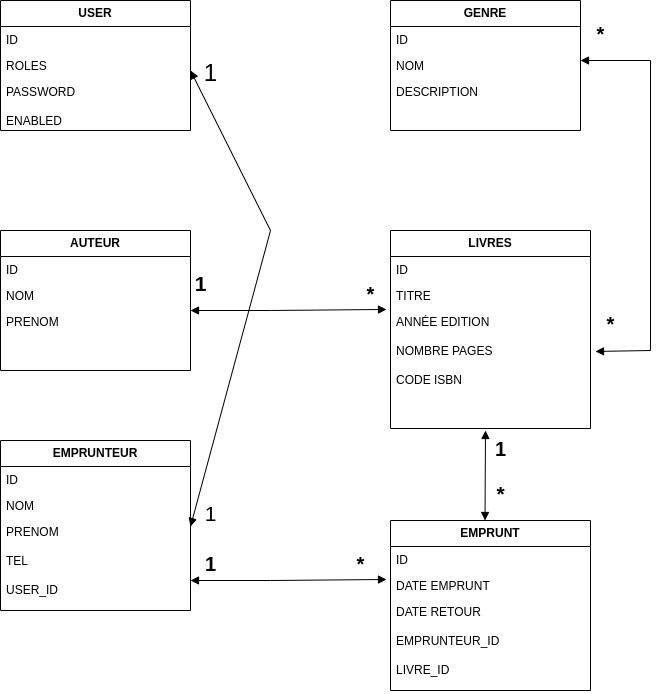 USER
ID
ROLES
PASSWORD
ENABLED
1
GENRE
ID
NOM
DESCRIPTION
*
AUTEUR
ID
NOM
PRENOM
1
*
LIVRES
ID
TITRE
ANNÉE EDITION
NOMBRE PAGES
CODE ISBN
*
1
*
EMPRUNTEUR
ID
NOM
PRENOM
TEL
USER_ID
1
1
*
EMPRUNT
ID
DATE EMPRUNT
DATE RETOUR
EMPRUNTEUR_ID
LIVRE_ID